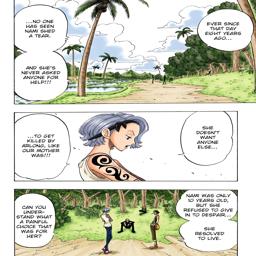 EVER SINCE
THAT DAY
EIGHT YEARS
AGO...
...NO ONE
HAS SEEN
NAMI SHED
A TEAR.
AND SHE'S
NEVER ASKED
ANYONE FOR
HELP!!!
SHE
DOESN'T
WANT
ANYONE
ELSE...
...TO GET
KILLED BY
ARLONG, LIKE
OUR MOTHER
WAS!!!
NAMI WAS ONLY
10 YEARS OLD,
BUT SHE
REFUSED TO GIVE
IN TO DESPAIR...
SHE
RESOLVED
TO LIVE.
CAN YOU
UNDER-
STAND WHAT
A PAINFUL
CHOICE THAT
WAS FOR
HER?